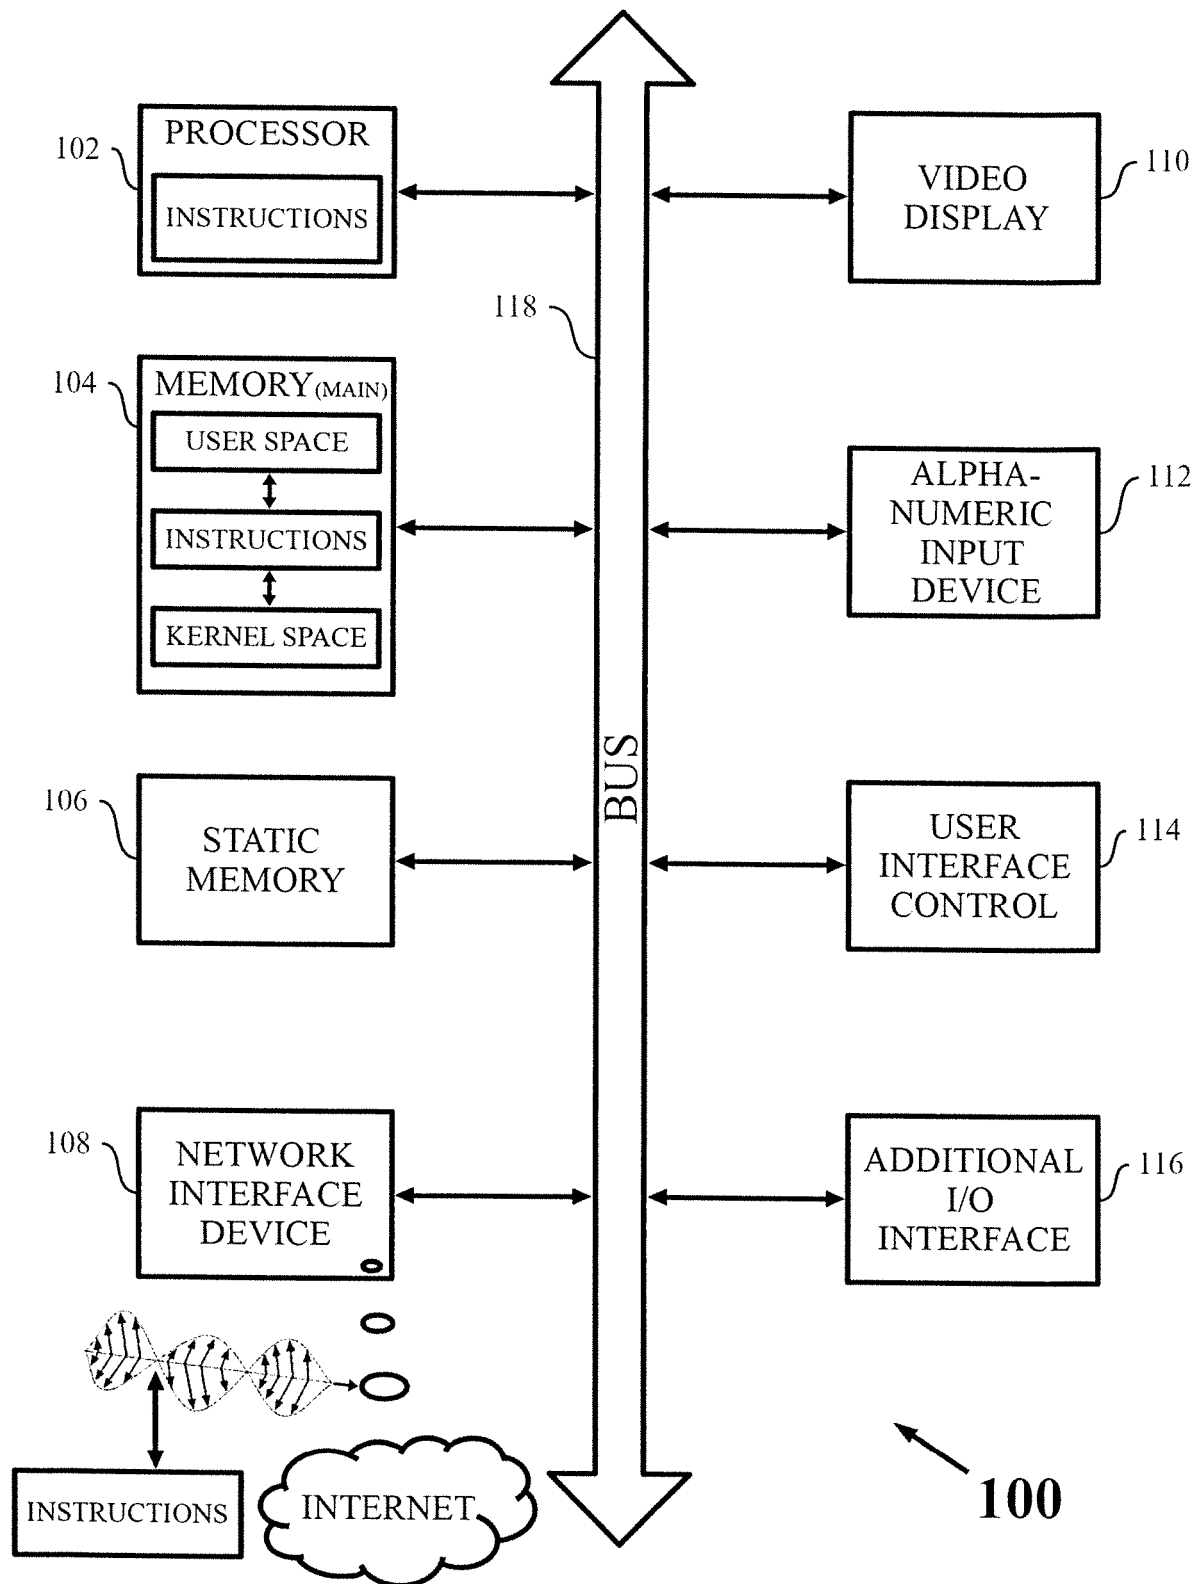 102
PROCESSOR
INSTRUCTIONS
104
MEMORY (MAIN)
USER SPACE
INSTRUCTIONS
KERNEL SPACE
106
STATIC
MEMORY
108
NETWORK
INTERFACE
DEVICE
INSTRUCTIONS
INTERNET
118
BUS
VIDEO
DISPLAY
110
ALPHA-
NUMERIC
INPUT
DEVICE
112
USER
INTERFACE
CONTROL
114
ADDITIONAL
I/O
INTERFACE
116
100